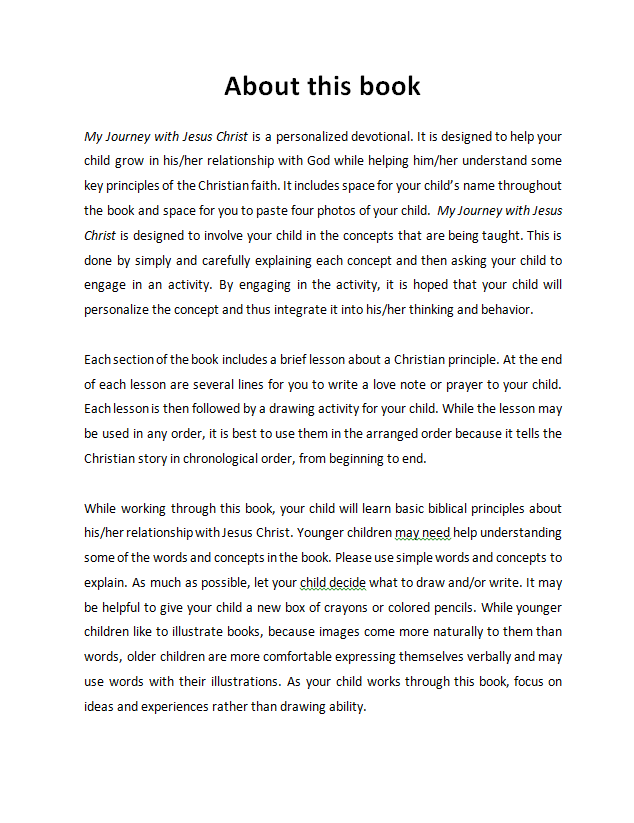 About this book
My Journey with Jesus Christ is a personalized devotional. It is designed to help your
child grow in his/her relationship with God while helping him/her understand some
key principles of the Christian faith. It includes space for your child's name throughout
the book and space for you to paste four photos of your child. My Journey with Jesus
Christ is designed to involve your child in the concepts that are being taught. This is
done by simply and carefully explaining each concept and then asking your child to
engage in an activity. By engaging in the activity, it is hoped that your child will
personalize the concept and thus integrate it into his/her thinking and behavior.
Each section of the book includes a brief lesson about a Christian principle. At the end
of each lesson are several lines for you to write a love note or prayer to your child.
Each lesson is then followed by a drawing activity for your child. While the lesson may
be used in any order, it is best to use them in the arranged order because it tells the
Christian story in chronological order, from beginning to end.
While working through this book, your child will learn basic biblical principles about
his/her relationship with Jesus Christ. Younger children may need help understanding
some of the words and concepts in the book. Please use simple words and concepts to
explain. As much as possible, let your child decide what to draw and/or write. It may
be helpful to give your child a new box of crayons or colored pencils. While younger
children like to illustrate books, because images come more naturally to them than
words, older children are more comfortable expressing themselves verbally and may
use words with their illustrations. As your child works through this book, focus on
ideas and experiences rather than drawing ability.